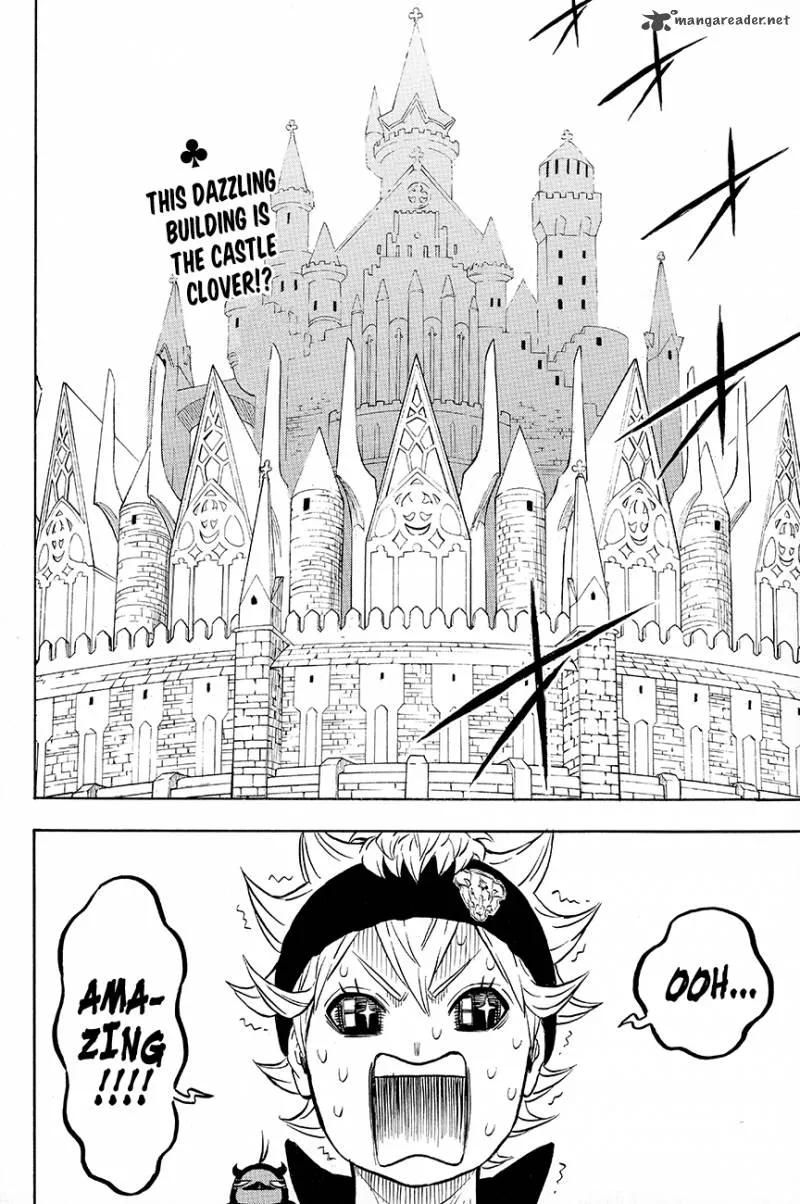 mangareader.net
THIS DAZZLING
BUILDING IS
THE CASTLE
CLOVER!?
OOH...
AMA-
ZING
!!!!